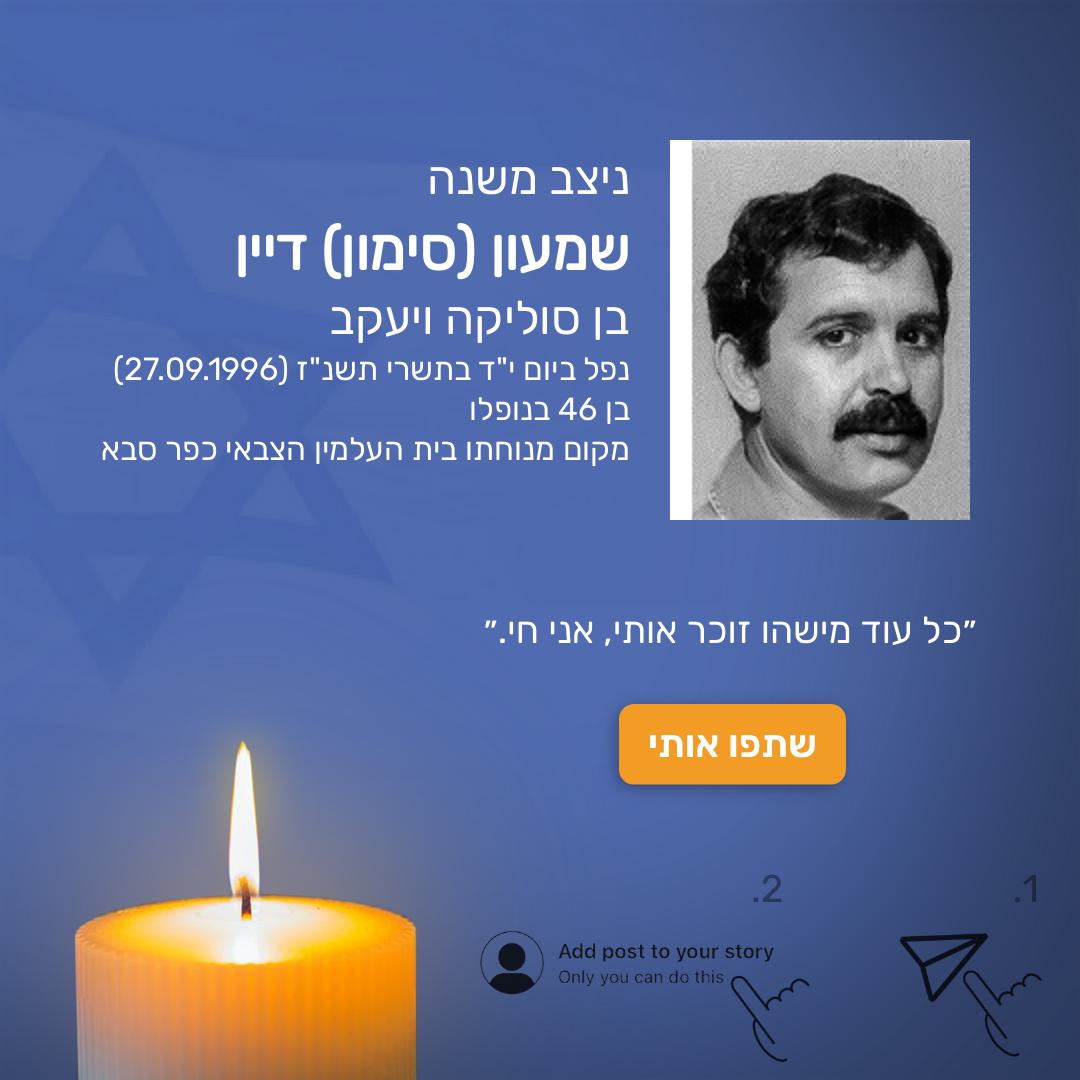 ניצב משנה
שמעון (סימון) דיין
בן סוליקה ויעקב
נפל ביום י"ד בתשרי תשנ"ז (27.09.1996)
בן 46 בנופלו
מקום מנוחתו בית העלמין הצבאי כפר סבא
״כל עוד מישהו זוכר אותי, אני חי.״
שתפו אותי
.1
.2
Add post to your story
Only you can do this